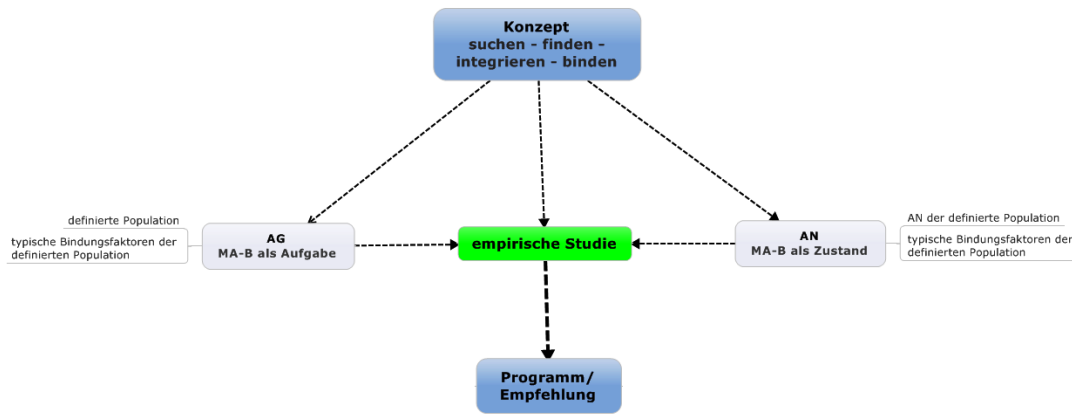 Konzept
suchen - finden -
integrieren - binden
definierte Population
typische Bindungsfaktoren der
definierten Population
AG
MA-B als Aufgabe
empirische Studie
AN
MA-B als Zustand
AN der definierte Population
typische Bindungsfaktoren der
definierten Population
Programm/
Empfehlung